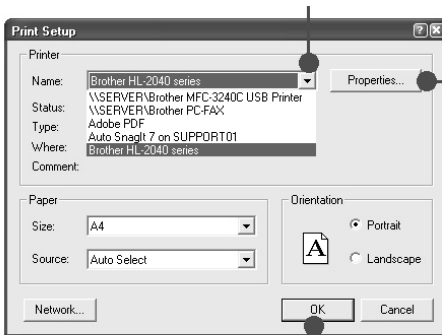 Print Setup
Printer
Name: Brother HL-2040 series Properties...
\\SERVER\Brother MFC-3240C USB Printer
Status: \\SERVER\Brother PC-FAX
Type: Adobe PDF
Auto SnagIt 7 on SUPPORT01
Where: Brother HL-2040 series
Comment:
Paper
Size: A4
Source: Auto Select
Orientation
A
Portrait
Landscape
Network... OK Cancel